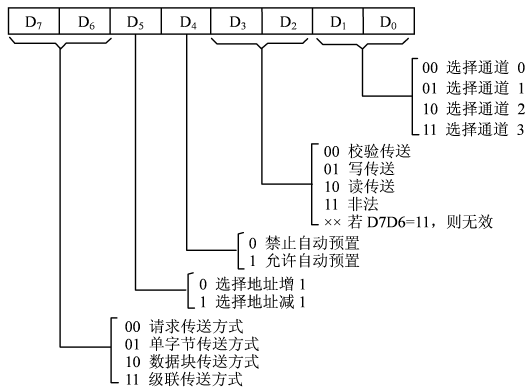 D₇ D₆ D₅ D₄ D₃ D₂ D₁ D₀
00 选择通道 0
01 选择通道 1
10 选择通道 2
11 选择通道 3
00 校验传送
01 写传送
10 读传送
11 非法
×× 若 D7D6=11，则无效
0 禁止自动预置
1 允许自动预置
0 选择地址增 1
1 选择地址减 1
00 请求传送方式
01 单字节传送方式
10 数据块传送方式
11 级联传送方式